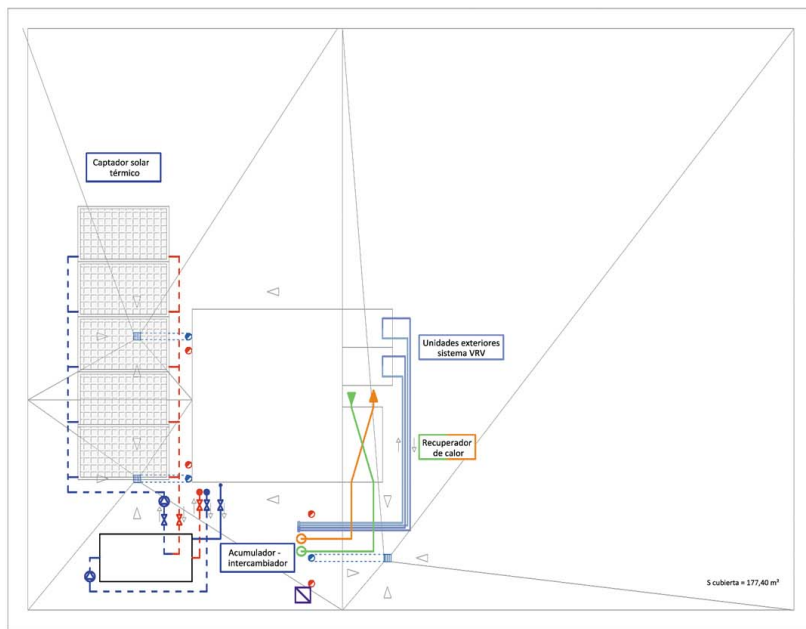 Captador solar
térmico
Unidades exteriores
sistema VRV
Recuperador
de calor
Acumulador -
intercambiador
S cubierta = 177,40 m²